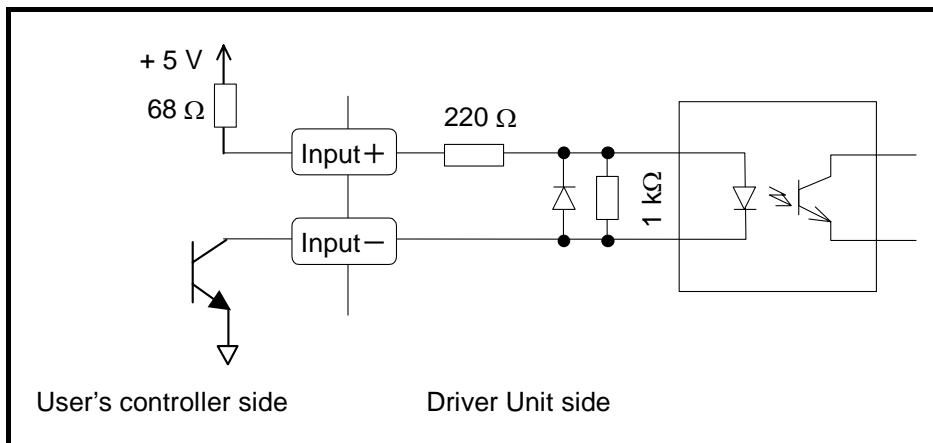 + 5 V
68 Ω
220 Ω
Input+
1 kΩ
Input−
User's controller side
Driver Unit side